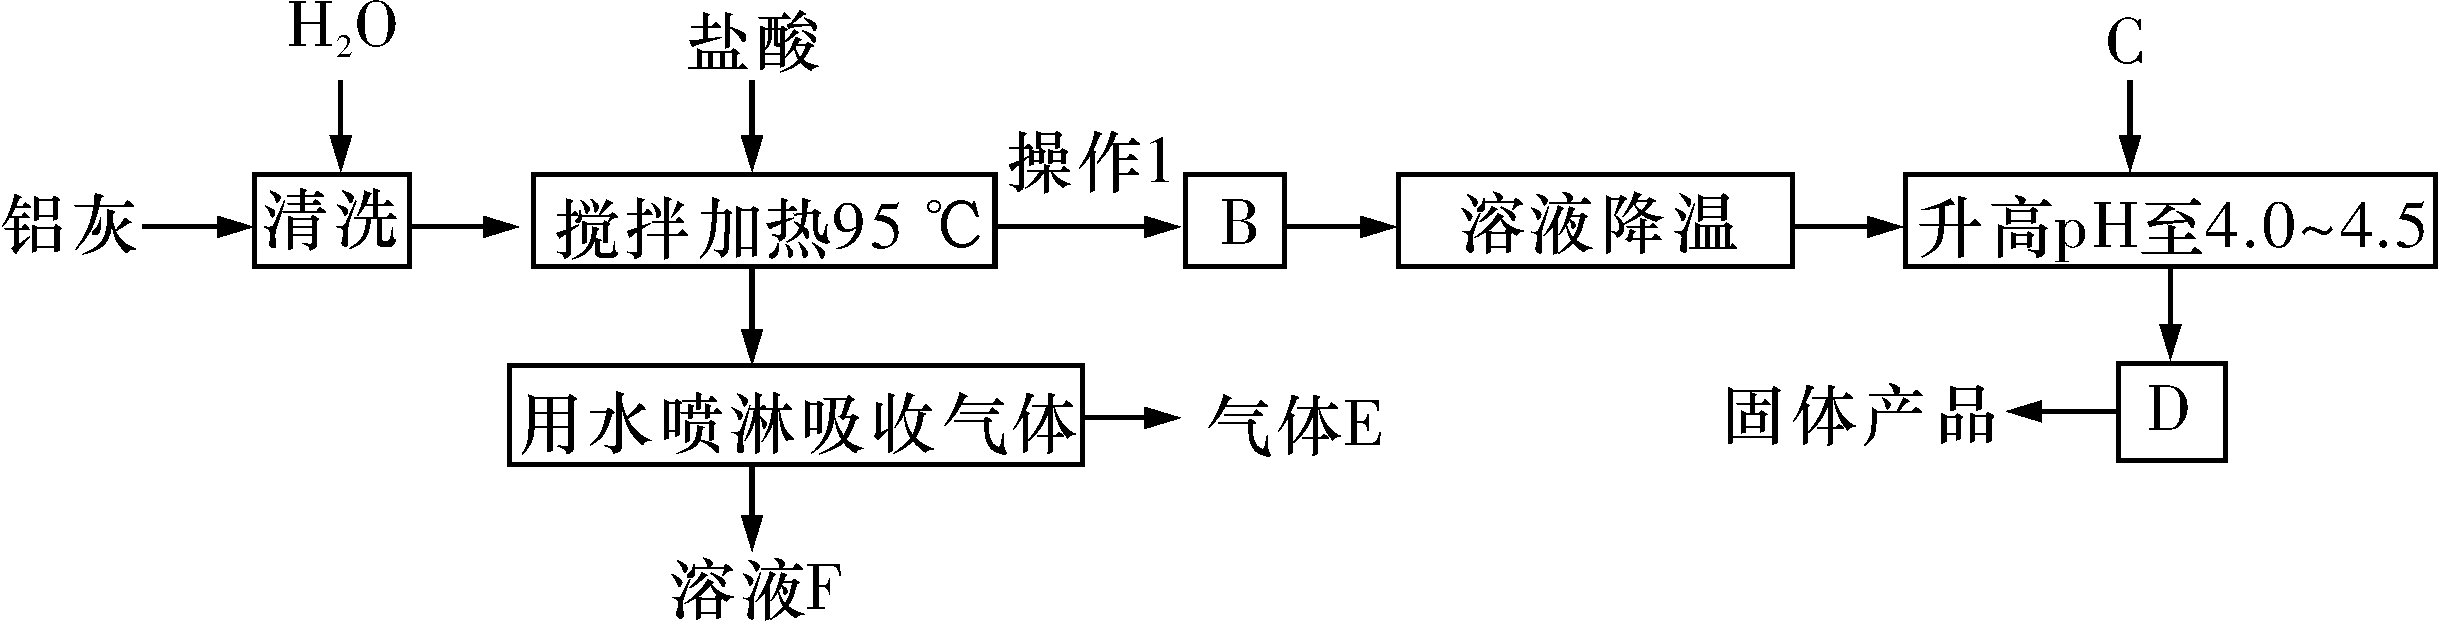 H₂O
盐酸
C
铝灰
清洗
搅拌加热95 ℃
操作1
B
溶液降温
升高pH至4.0~4.5
用水喷淋吸收气体
气体E
固体产品
D
溶液F